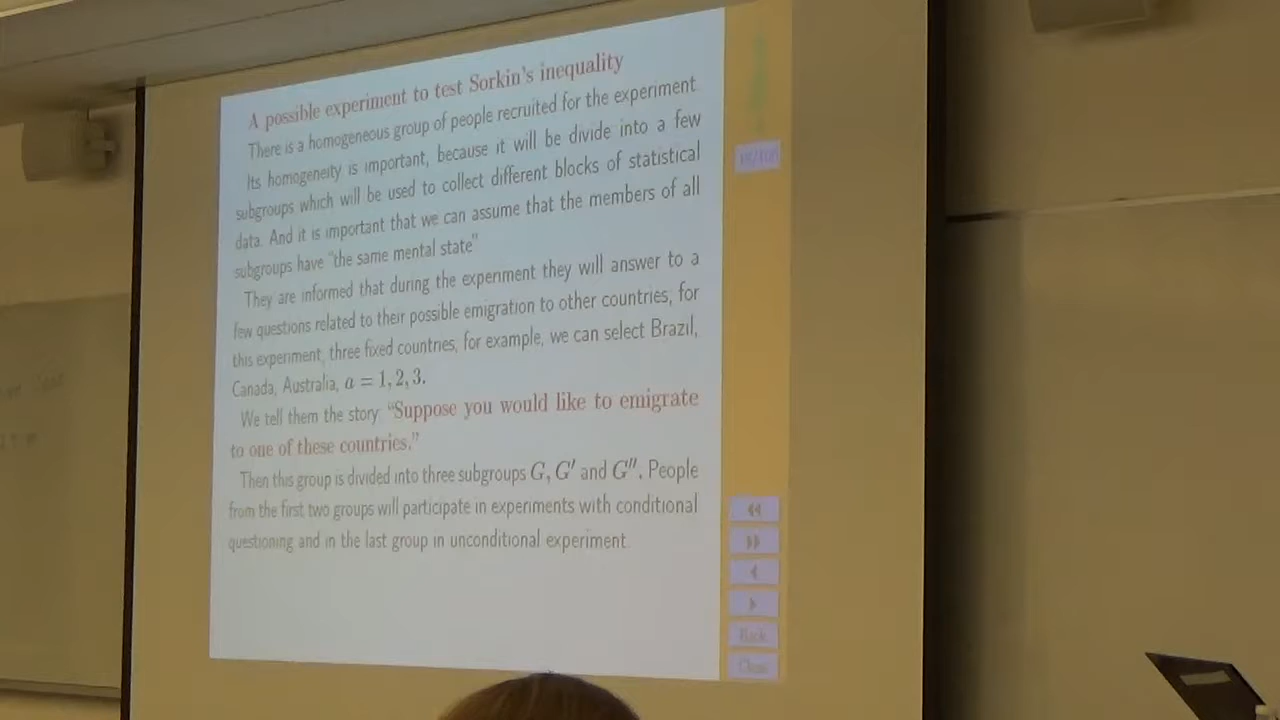 A possible experiment to test Sorkin's inequality
There is a homogeneous group of people recruited for the experiment.
Its homogeneity is important, because it will be divide into a few
subgroups which will be used to collect different blocks of statistical
data. And it is important that we can assume that the members of all
subgroups have "the same mental state"
They are informed that during the experiment they will answer to a
few questions related to their possible emigration to other countries, for
this experiment, three fixed countries, for example, we can select Brazil,
Canada, Australia, a = 1, 2, 3.
We tell them the story: "Suppose you would like to emigrate
to one of these countries."
Then this group is divided into three subgroups G, G′ and G″. People
from the first two groups will participate in experiments with conditional
questioning and in the last group in unconditional experiment.
Back
Close